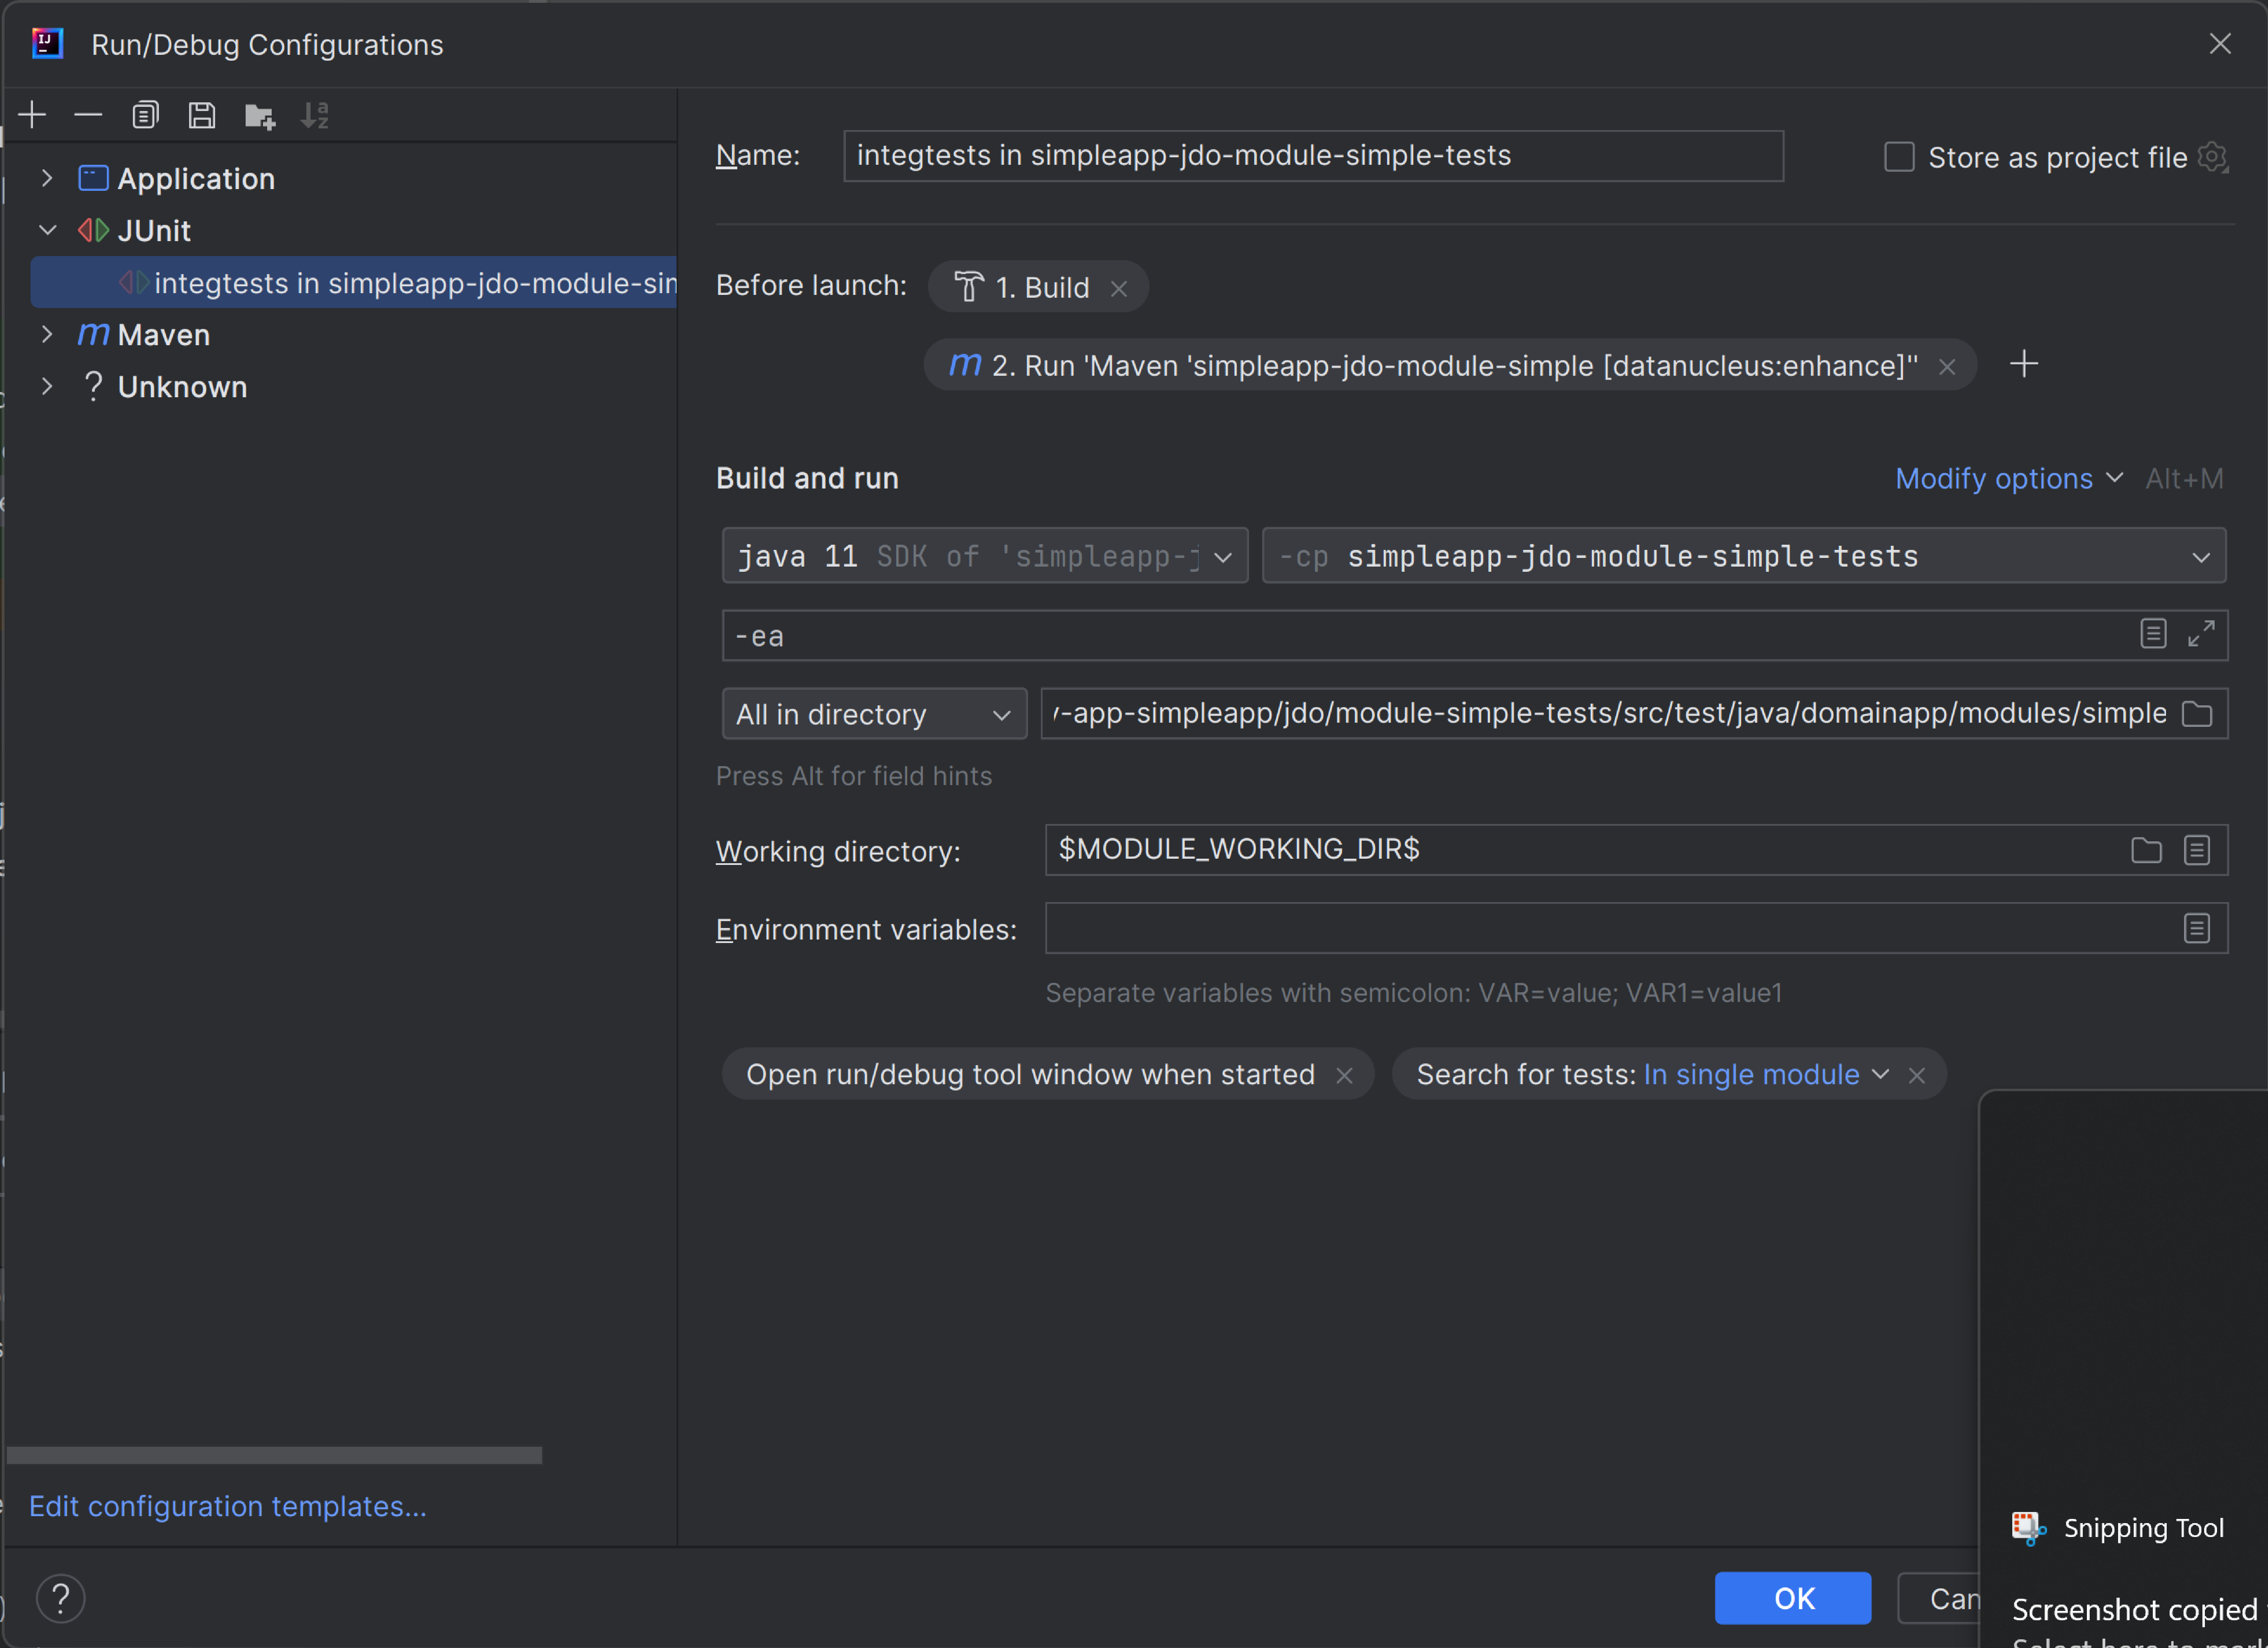 Run/Debug Configurations
Application
JUnit
integtests in simpleapp-jdo-module-sim
Maven
Unknown
Edit configuration templates...
Name: integtests in simpleapp-jdo-module-simple-tests
Store as project file
Before launch: 1. Build
2. Run 'Maven 'simpleapp-jdo-module-simple [datanucleus:enhance]''
Build and run
Modify options Alt+M
java 11 SDK of 'simpleapp-j
-cp simpleapp-jdo-module-simple-tests
-ea
All in directory
-app-simpleapp/jdo/module-simple-tests/src/test/java/domainapp/modules/simple
Press Alt for field hints
Working directory: $MODULE_WORKING_DIR$
Environment variables:
Separate variables with semicolon: VAR=value; VAR1=value1
Open run/debug tool window when started
Search for tests: In single module
?
OK
Can
Snipping Tool
Screenshot copied